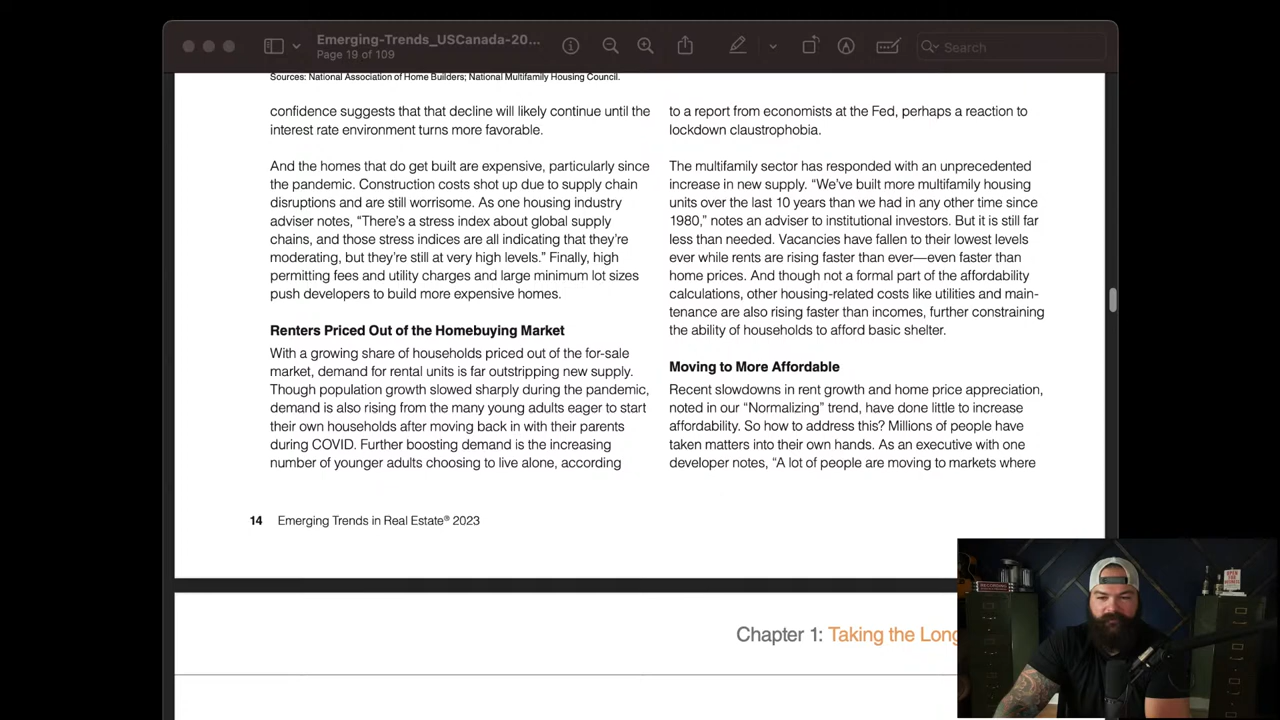 Emerging-Trends_USCanada-20...
Page 19 of 109
Search
Sources: National Association of Home Builders; National Multifamily Housing Council.
confidence suggests that that decline will likely continue until the
interest rate environment turns more favorable.
And the homes that do get built are expensive, particularly since
the pandemic. Construction costs shot up due to supply chain
disruptions and are still worrisome. As one housing industry
adviser notes, “There’s a stress index about global supply
chains, and those stress indices are all indicating that they’re
moderating, but they’re still at very high levels.” Finally, high
permitting fees and utility charges and large minimum lot sizes
push developers to build more expensive homes.
Renters Priced Out of the Homebuying Market
With a growing share of households priced out of the for-sale
market, demand for rental units is far outstripping new supply.
Though population growth slowed sharply during the pandemic,
demand is also rising from the many young adults eager to start
their own households after moving back in with their parents
during COVID. Further boosting demand is the increasing
number of younger adults choosing to live alone, according
to a report from economists at the Fed, perhaps a reaction to
lockdown claustrophobia.
The multifamily sector has responded with an unprecedented
increase in new supply. “We’ve built more multifamily housing
units over the last 10 years than we had in any other time since
1980,” notes an adviser to institutional investors. But it is still far
less than needed. Vacancies have fallen to their lowest levels
ever while rents are rising faster than ever—even faster than
home prices. And though not a formal part of the affordability
calculations, other housing-related costs like utilities and main-
tenance are also rising faster than incomes, further constraining
the ability of households to afford basic shelter.
Moving to More Affordable
Recent slowdowns in rent growth and home price appreciation,
noted in our “Normalizing” trend, have done little to increase
affordability. So how to address this? Millions of people have
taken matters into their own hands. As an executive with one
developer notes, “A lot of people are moving to markets where
14 Emerging Trends in Real Estate® 2023
Chapter 1: Taking the Long
RECORDING
OPEN
FOR
BUSINESS